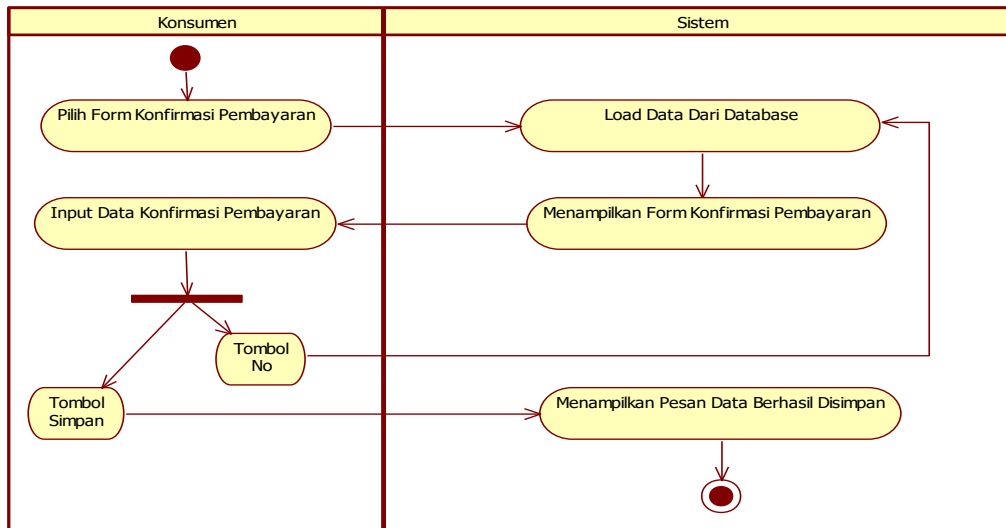 Konsumen
Sistem
Pilih Form Konfirmasi Pembayaran
Load Data Dari Database
Input Data Konfirmasi Pembayaran
Menampilkan Form Konfirmasi Pembayaran
Tombol
No
Tombol
Simpan
Menampilkan Pesan Data Berhasil Disimpan